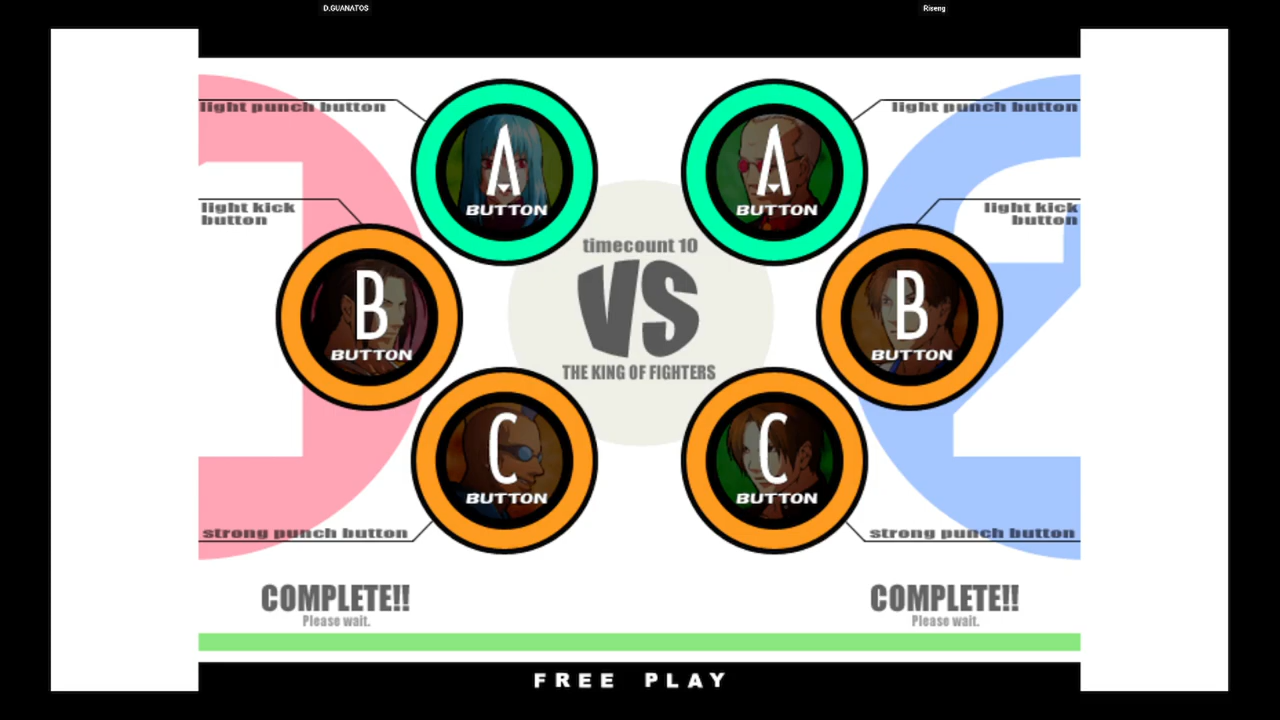 D.GUANATOS
Riseng
light punch button
light punch button
A
BUTTON
A
BUTTON
light kick
button
light kick
button
1
2
B
BUTTON
timecount 10
VS
THE KING OF FIGHTERS
B
BUTTON
C
BUTTON
C
BUTTON
strong punch button
strong punch button
COMPLETE!!
Please wait.
COMPLETE!!
Please wait.
FREE PLAY